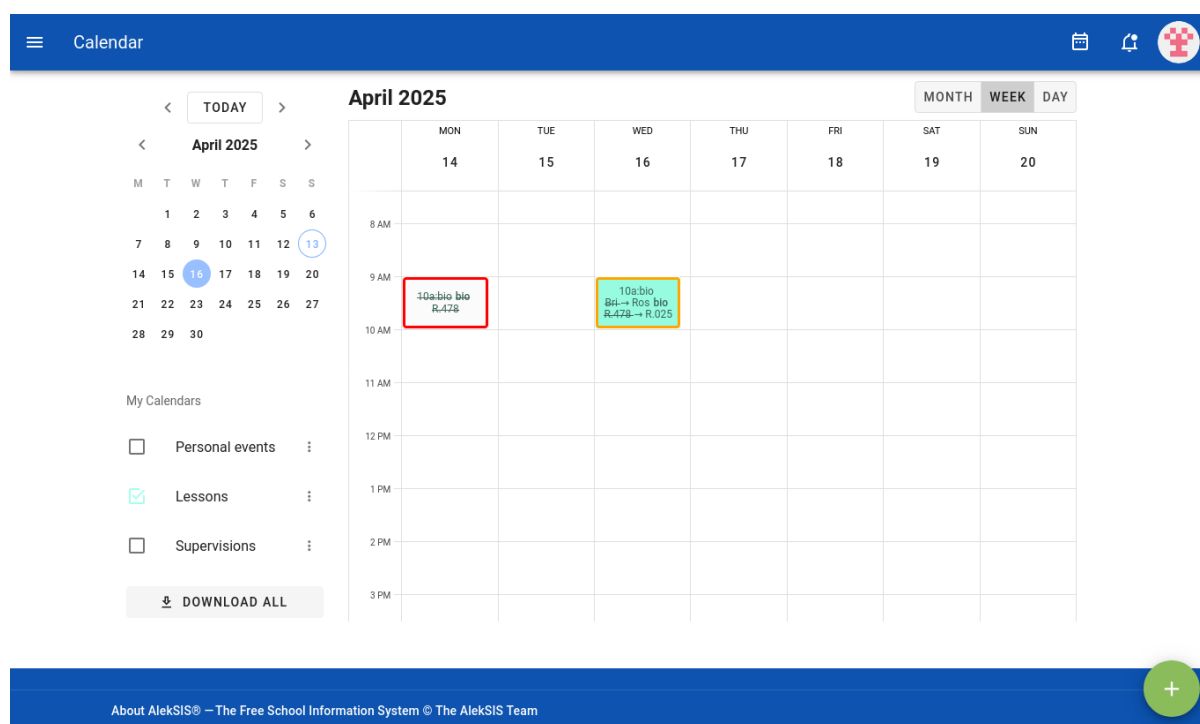 Calendar
TODAY
April 2025
M T W T F S S
1 2 3 4 5 6
7 8 9 10 11 12 13
14 15 16 17 18 19 20
21 22 23 24 25 26 27
28 29 30
My Calendars
Personal events
Lessons
Supervisions
DOWNLOAD ALL
April 2025
MONTH WEEK DAY
MON TUE WED THU FRI SAT SUN
14 15 16 17 18 19 20
8 AM
9 AM
10a:bio bio
R.478
10a:bio
Bri → Ros bio
R.478 → R.025
10 AM
11 AM
12 PM
1 PM
2 PM
3 PM
About AlekSIS® — The Free School Information System © The AlekSIS Team